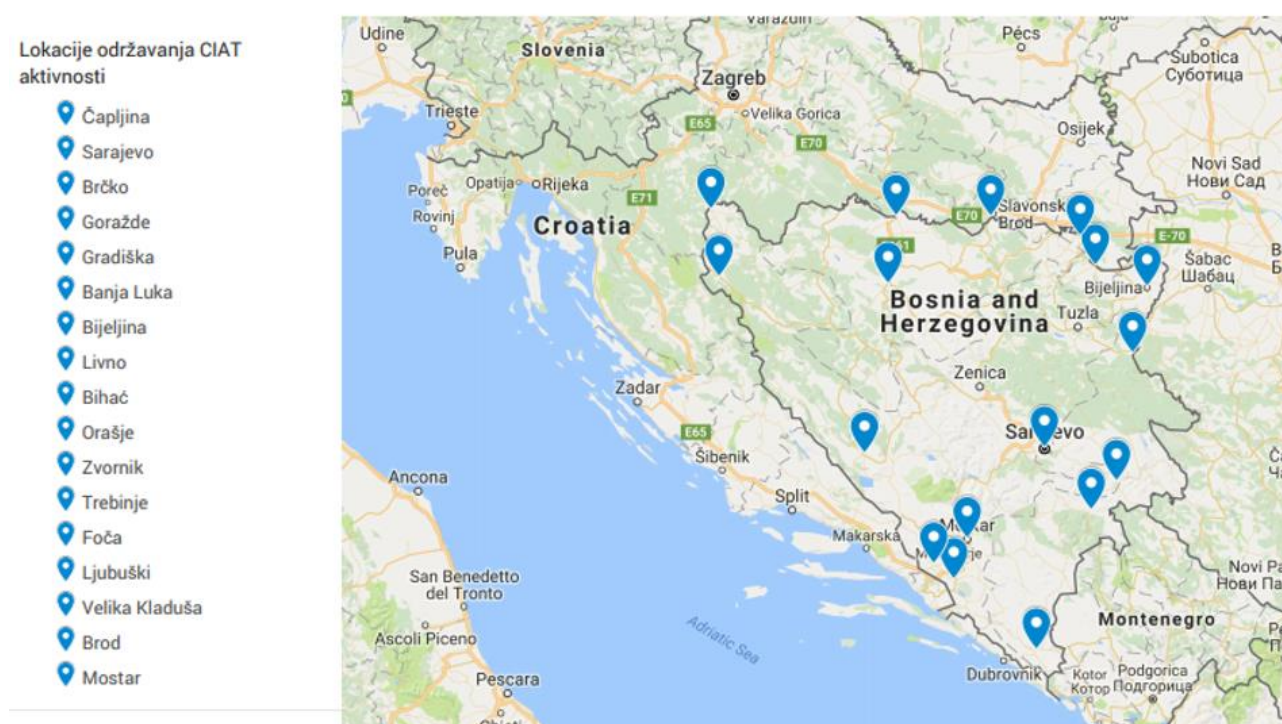 Lokacije održavanja CIAT
aktivnosti
Čapljina
Sarajevo
Brčko
Goražde
Gradiška
Banja Luka
Bijeljina
Livno
Bihać
Orašje
Zvornik
Trebinje
Foča
Ljubuški
Velika Kladuša
Brod
Mostar
Udine
Slovenia
Varaždin
Pécs
Subotica
Суботица
Zagreb
Velika Gorica
Trieste
E65
E70
Osijek
Novi Sad
Нови Сад
Poreč
Opatija
Rijeka
E71
Rovinj
Croatia
E70
Slavonsk
Brod
E-70
Pula
Šabac
Шабац
Bijeljina
Bosnia and
Herzegovina
Tuzla
Zenica
Zadar
E65
Šibenik
Ancona
Split
Makarska
San Benedetto
del Tronto
Novi
Нови
Montenegro
Ascoli Piceno
Adriatic Sea
Dubrovnik
Kotor
Котор
Podgorica
Подгорица
Pescara